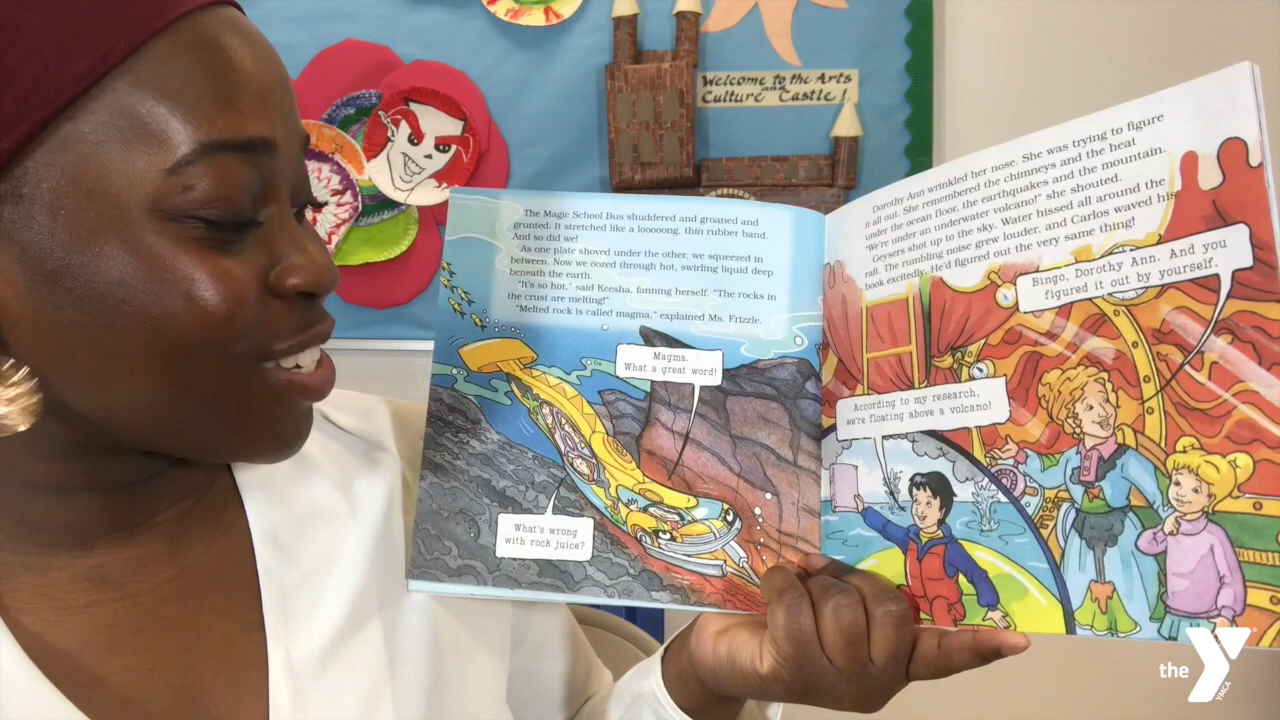 Welcome to the Arts
and
Culture Castle!
The Magic School Bus shuddered and groaned and
grunted. It stretched like a looooong, thin rubber band.
And so did we!
As one plate shoved under the other, we squeezed in
between. Now we oozed through hot, swirling liquid deep
beneath the earth.
"It's so hot," said Keesha, fanning herself. "The rocks in
the crust are melting!"
"Melted rock is called magma," explained Ms. Frizzle.
Magma.
What a great word!
What's wrong
with rock juice?
Dorothy Ann wrinkled her nose. She was trying to figure
it all out. She remembered the chimneys and the heat
under the ocean floor, the earthquakes and the mountain.
"We're under an underwater volcano!" she shouted.
Geysers shot up to the sky. Water hissed all around the
raft. The rumbling noise grew louder, and Carlos waved his
book excitedly. He'd figured out the very same thing!
Bingo, Dorothy Ann. And you
figured it out by yourself.
According to my research,
we're floating above a volcano!
the Y
YMCA